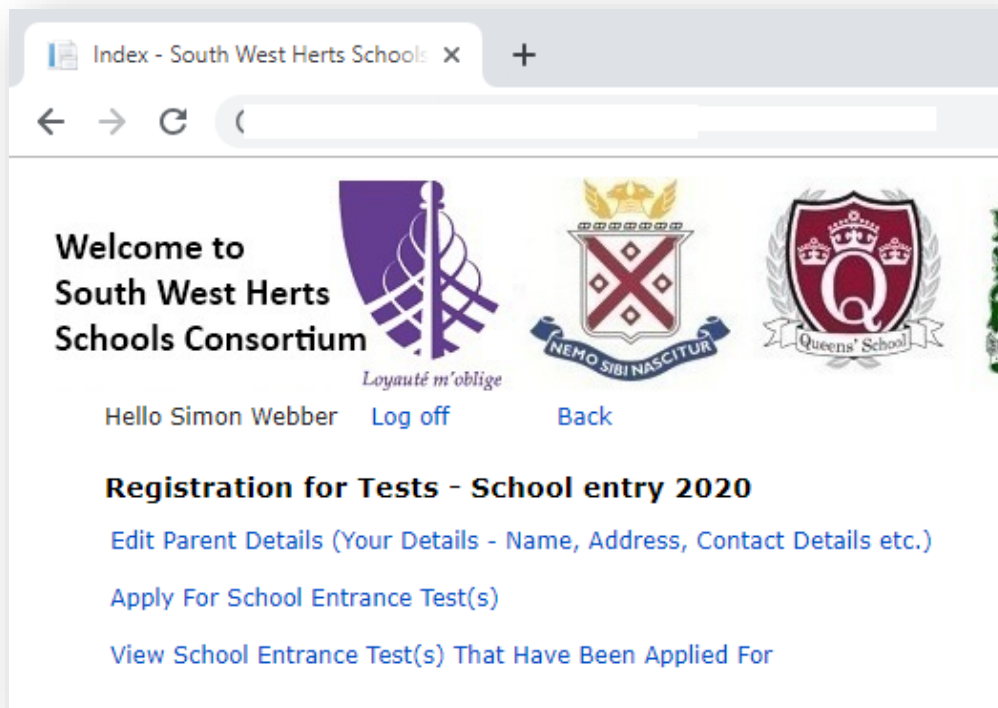 Index - South West Herts Schools
Welcome to
South West Herts
Schools Consortium
Loyauté m'oblige
NEMO SIBI NASCITUR
Q
Queens' School
Hello Simon Webber Log off Back
Registration for Tests - School entry 2020
Edit Parent Details (Your Details - Name, Address, Contact Details etc.)
Apply For School Entrance Test(s)
View School Entrance Test(s) That Have Been Applied For